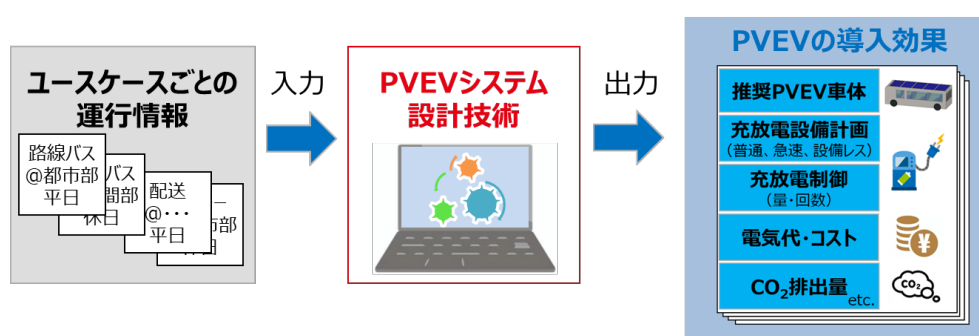 ユースケースごとの
運行情報
路線バス
@都市部
平日
バス
間部
休日
配送
@・・・
平日
市部
入力
PVEVシステム
設計技術
出力
PVEVの導入効果
推奨PVEV車体
充放電設備計画
(普通、急速、設備レス)
充放電制御
(量・回数)
電気代・コスト
CO₂排出量
etc.
CO₂